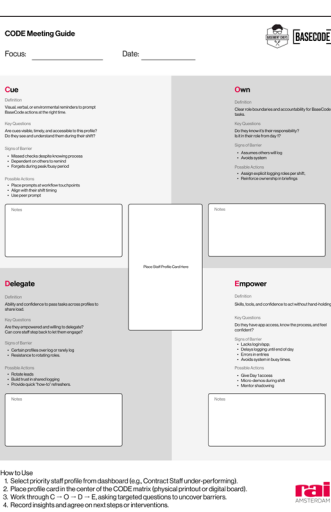 CODE Meeting Guide
BASECODE
Focus:
Date:
Cue
Definition
Visual, verbal, or environmental reminders to prompt
BaseCode actions at the right time.
Key Questions
Are cues visible, timely, and accessible to this profile?
Do they see and understand them during their shift?
Signs of Barrier
• Missed checks despite knowing process
• Dependent on others to remind
• Forgets during peak/busy period
Possible Actions
• Place prompts at workflow touchpoints
• Align with their shift timing
• Use peer prompt
Notes
Own
Definition
Clear role boundaries and accountability for BaseCode
tasks.
Key Questions
Do they know it's their responsibility?
Is it in their role from day 1?
Signs of Barrier
• Assumes others will log
• Avoids system
Possible Actions
• Assign explicit logging roles per shift.
• Reinforce ownership in briefings
Notes
Place Staff Profile Card Here
Delegate
Definition
Ability and confidence to pass tasks across profiles to
share load.
Key Questions
Are they empowered and willing to delegate?
Can core staff step back to let them engage?
Signs of Barrier
• Certain profiles over log or rarely log
• Resistance to rotating roles.
Possible Actions
• Rotate leads
• Build trust in shared logging
• Provide quick "how-to" refreshers.
Notes
Empower
Definition
Skills, tools, and confidence to act without hand-holding.
Key Questions
Do they have app access, know the process, and feel
confident?
Signs of Barrier
• Lacks login/app.
• Delays logging until end of day
• Errors in entries
• Avoids system in busy times.
Possible Actions
• Give Day 1 access
• Micro-demos during shift
• Mentor shadowing
Notes
How to Use
1. Select priority staff profile from dashboard (e.g., Contract Staff under-performing).
2. Place profile card in the center of the CODE matrix (physical printout or digital board).
3. Work through C → O → D → E, asking targeted questions to uncover barriers.
4. Record insights and agree on next steps or interventions.
rai
AMSTERDAM